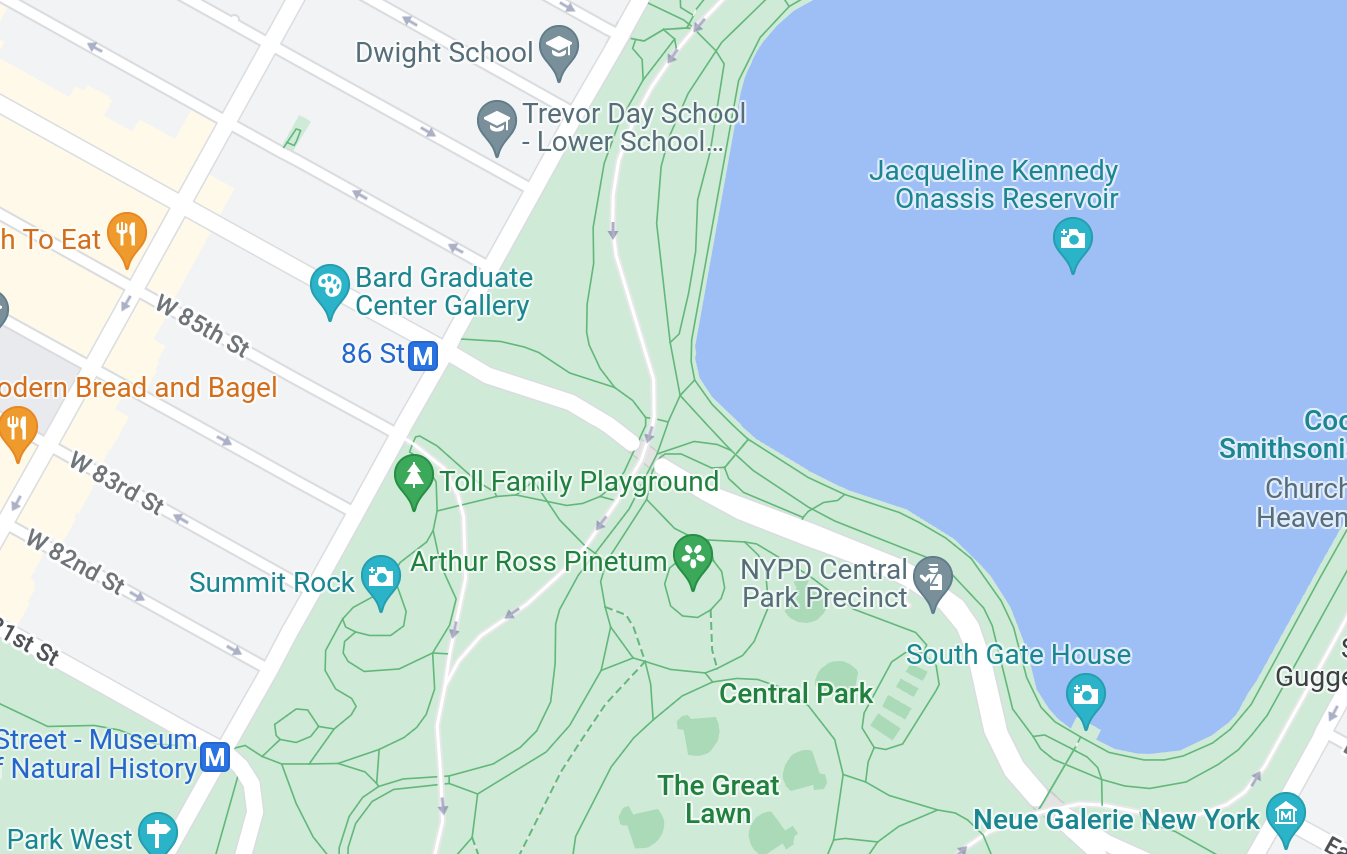 Dwight School
Trevor Day School
- Lower School...
Jacqueline Kennedy
Onassis Reservoir
h To Eat
Bard Graduate
Center Gallery
W 85th St
86 St M
odern Bread and Bagel
Coo
Smithsoni
W 83rd St
Toll Family Playground
Church
Heaven
W 82nd St
Arthur Ross Pinetum
NYPD Central
Park Precinct
Summit Rock
1st St
South Gate House
S
Gugge
Central Park
Street - Museum
f Natural History M
The Great
Lawn
Neue Galerie New York
Park West
Ea